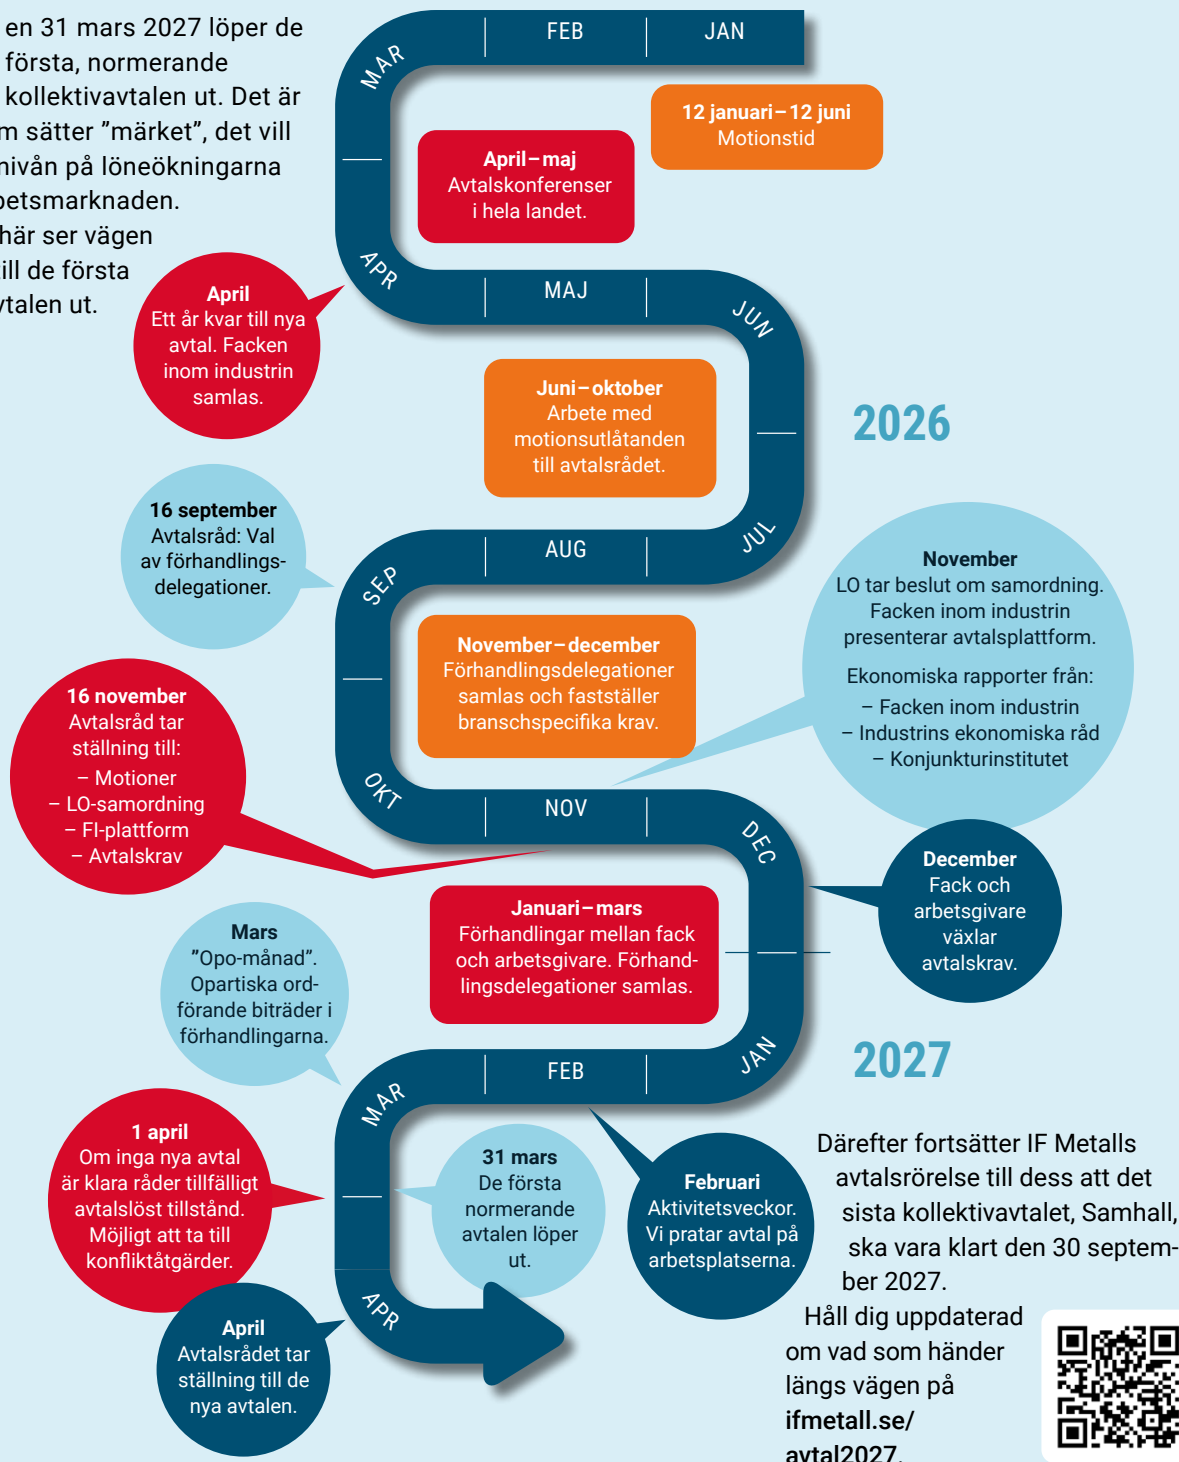 en 31 mars 2027 löper de
första, normerande
kollektivavtalen ut. Det är
m sätter ”märket”, det vill
nivån på löneökningarna
betsmarknaden.
här ser vägen
till de första
vtalen ut.
JAN
FEB
MAR
12 januari – 12 juni
Motionstid
April – maj
Avtalskonferenser
i hela landet.
APR
April
Ett år kvar till nya
avtal. Facken
inom industrin
samlas.
MAJ
JUN
Juni – oktober
Arbete med
motionsutlåtanden
till avtalsrådet.
2026
JUL
AUG
SEP
16 september
Avtalsråd: Val
av förhandlings-
delegationer.
November
LO tar beslut om samordning.
Facken inom industrin
presenterar avtalsplattform.
Ekonomiska rapporter från:
– Facken inom industrin
– Industrins ekonomiska råd
– Konjunkturinstitutet
November – december
Förhandlingsdelegationer
samlas och fastställer
branschspecifika krav.
16 november
Avtalsråd tar
ställning till:
– Motioner
– LO-samordning
– FI-plattform
– Avtalskrav
OKT
NOV
DEC
December
Fack och
arbetsgivare
växlar
avtalskrav.
Januari – mars
Förhandlingar mellan fack
och arbetsgivare. Förhand-
lingsdelegationer samlas.
Mars
”Opo-månad”.
Opartiska ord-
förande biträder i
förhandlingarna.
2027
JAN
FEB
MAR
1 april
Om inga nya avtal
är klara råder tillfälligt
avtalslöst tillstånd.
Möjligt att ta till
konfliktåtgärder.
31 mars
De första
normerande
avtalen löper
ut.
Februari
Aktivitetsveckor.
Vi pratar avtal på
arbetsplatserna.
APR
April
Avtalsrådet tar
ställning till de
nya avtalen.
Därefter fortsätter IF Metalls
avtalsrörelse till dess att det
sista kollektivavtalet, Samhall,
ska vara klart den 30 septem-
ber 2027.
Håll dig uppdaterad
om vad som händer
längs vägen på
ifmetall.se/
avtal2027.